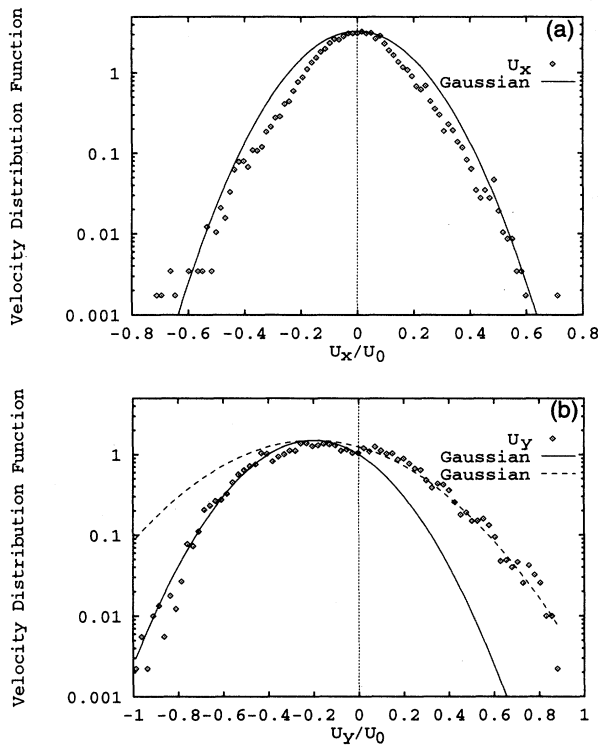 (a)
Velocity Distribution Function
1
0.1
0.01
0.001
Ux
Gaussian
-0.8 -0.6 -0.4 -0.2 0 0.2 0.4 0.6 0.8
Ux/U0
(b)
Velocity Distribution Function
1
0.1
0.01
0.001
Uy
Gaussian
Gaussian
-1 -0.8 -0.6 -0.4 -0.2 0 0.2 0.4 0.6 0.8 1
Uy/U0